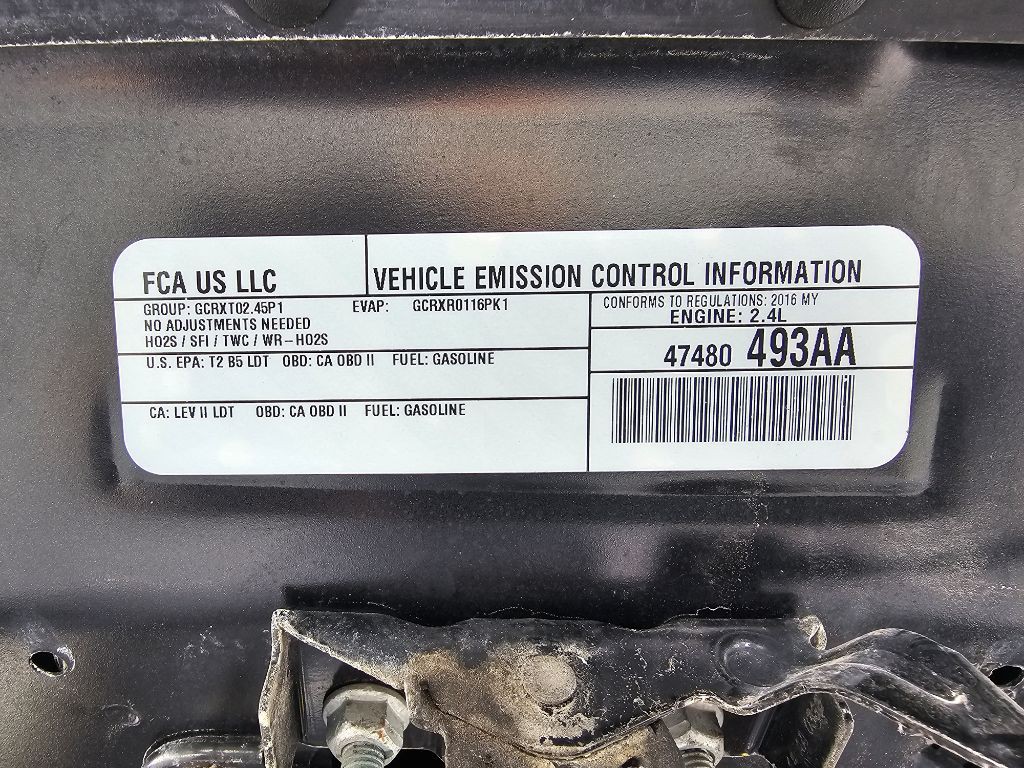 FCA US LLC
VEHICLE EMISSION CONTROL INFORMATION
GROUP: GCRXT02.45P1 EVAP: GCRXR0116PK1
NO ADJUSTMENTS NEEDED
HO2S / SFI / TWC / WR-HO2S
U.S. EPA: T2 B5 LDT OBD: CA OBD II FUEL: GASOLINE
CA: LEV II LDT OBD: CA OBD II FUEL: GASOLINE
CONFORMS TO REGULATIONS: 2016 MY
ENGINE: 2.4L
47480 493AA